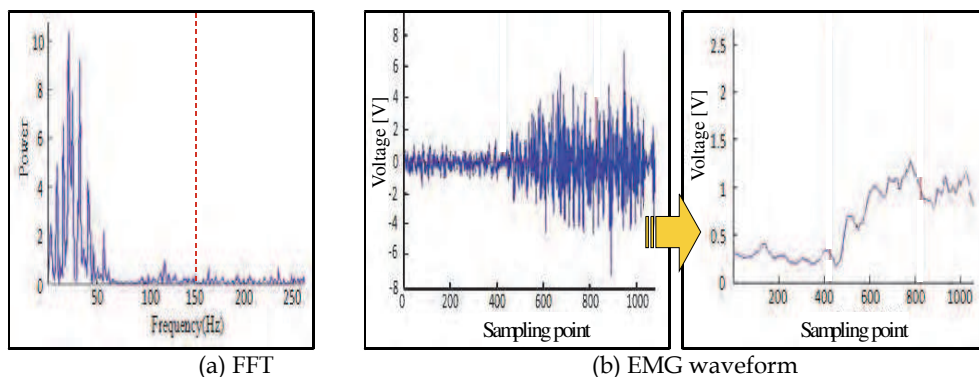 Power
10
8
6
4
2
0
50 100 150 200 250
Frequency(Hz)
(a) FFT
Voltage [V]
8
6
4
2
0
-2
-4
-6
-8
0 200 400 600 800 1000
Sampling point
Voltage [V]
2.5
2
1.5
1
0.5
0
200 400 600 800 1000
Sampling point
(b) EMG waveform